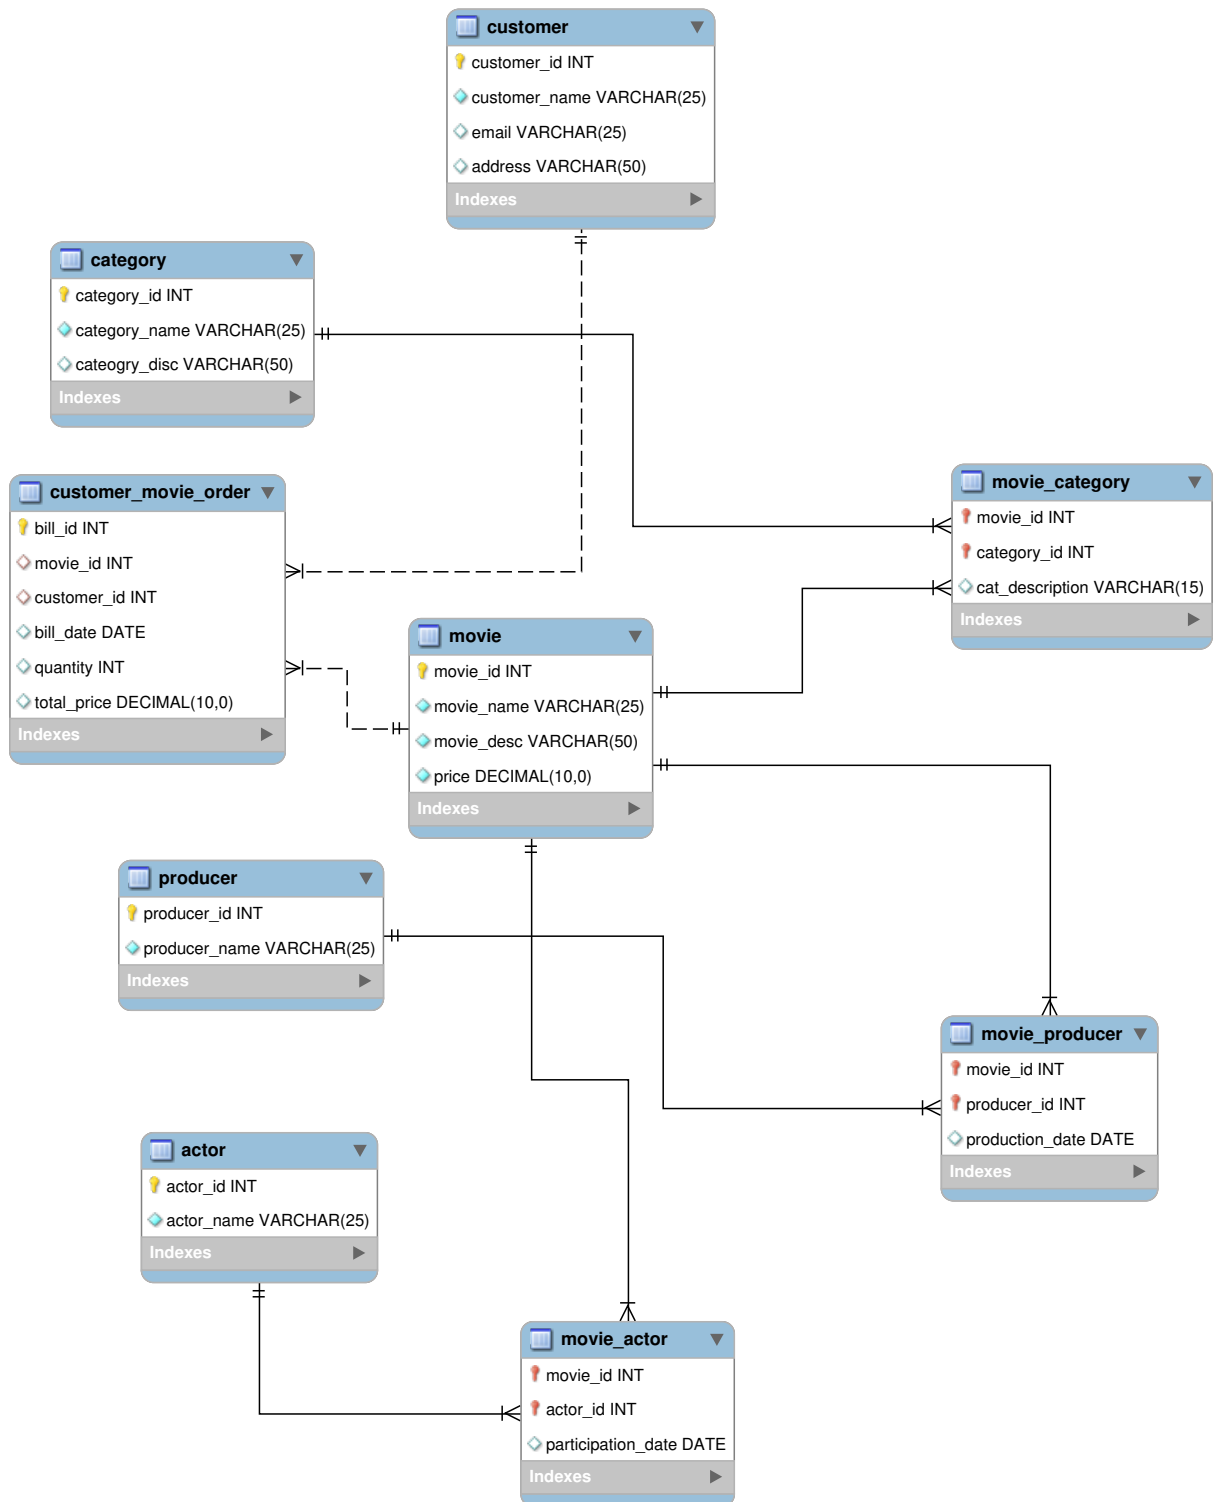 customer
customer_id INT
customer_name VARCHAR(25)
email VARCHAR(25)
address VARCHAR(50)
Indexes
category
category_id INT
category_name VARCHAR(25)
cateogry_disc VARCHAR(50)
Indexes
customer_movie_order
bill_id INT
movie_id INT
customer_id INT
bill_date DATE
quantity INT
total_price DECIMAL(10,0)
Indexes
movie_category
movie_id INT
category_id INT
cat_description VARCHAR(15)
Indexes
movie
movie_id INT
movie_name VARCHAR(25)
movie_desc VARCHAR(50)
price DECIMAL(10,0)
Indexes
producer
producer_id INT
producer_name VARCHAR(25)
Indexes
movie_producer
movie_id INT
producer_id INT
production_date DATE
Indexes
actor
actor_id INT
actor_name VARCHAR(25)
Indexes
movie_actor
movie_id INT
actor_id INT
participation_date DATE
Indexes